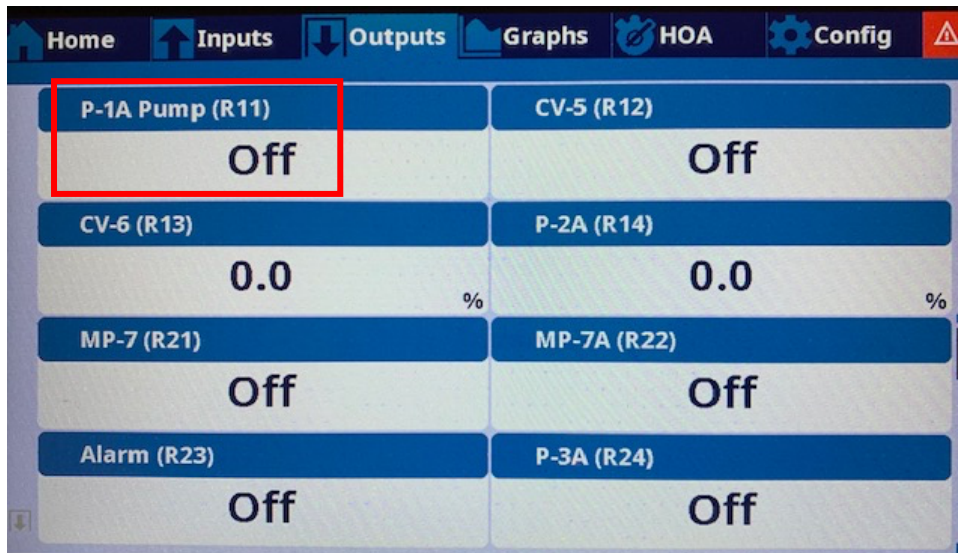 Home Inputs Outputs Graphs HOA Config
P-1A Pump (R11) CV-5 (R12)
Off Off
CV-6 (R13) P-2A (R14)
0.0 % 0.0 %
MP-7 (R21) MP-7A (R22)
Off Off
Alarm (R23) P-3A (R24)
Off Off